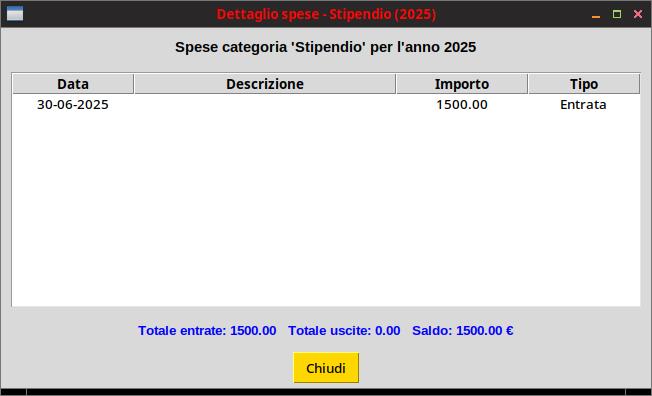 Dettaglio spese - Stipendio (2025)
Spese categoria 'Stipendio' per l'anno 2025
Data Descrizione Importo Tipo
30-06-2025 1500.00 Entrata
Totale entrate: 1500.00 Totale uscite: 0.00 Saldo: 1500.00 €
Chiudi